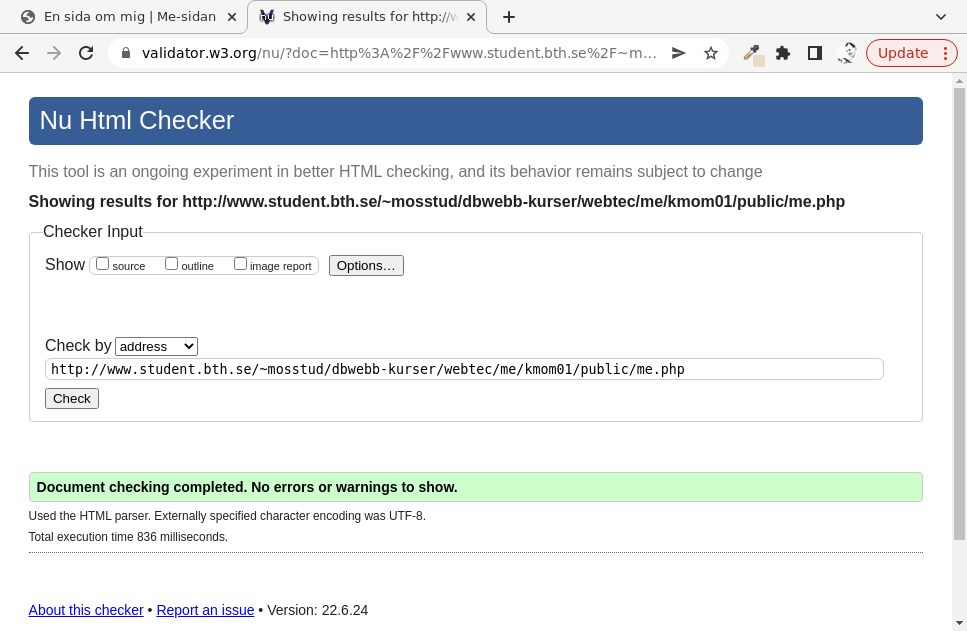 En sida om mig | Me-sidan
Showing results for http://w
validator.w3.org/nu/?doc=http%3A%2F%2Fwww.student.bth.se%2F~m…
Update
Nu Html Checker
This tool is an ongoing experiment in better HTML checking, and its behavior remains subject to change
Showing results for http://www.student.bth.se/~mosstud/dbwebb-kurser/webtec/me/kmom01/public/me.php
Checker Input
Show source outline image report Options…
Check by address
http://www.student.bth.se/~mosstud/dbwebb-kurser/webtec/me/kmom01/public/me.php
Check
Document checking completed. No errors or warnings to show.
Used the HTML parser. Externally specified character encoding was UTF-8.
Total execution time 836 milliseconds.
About this checker • Report an issue • Version: 22.6.24